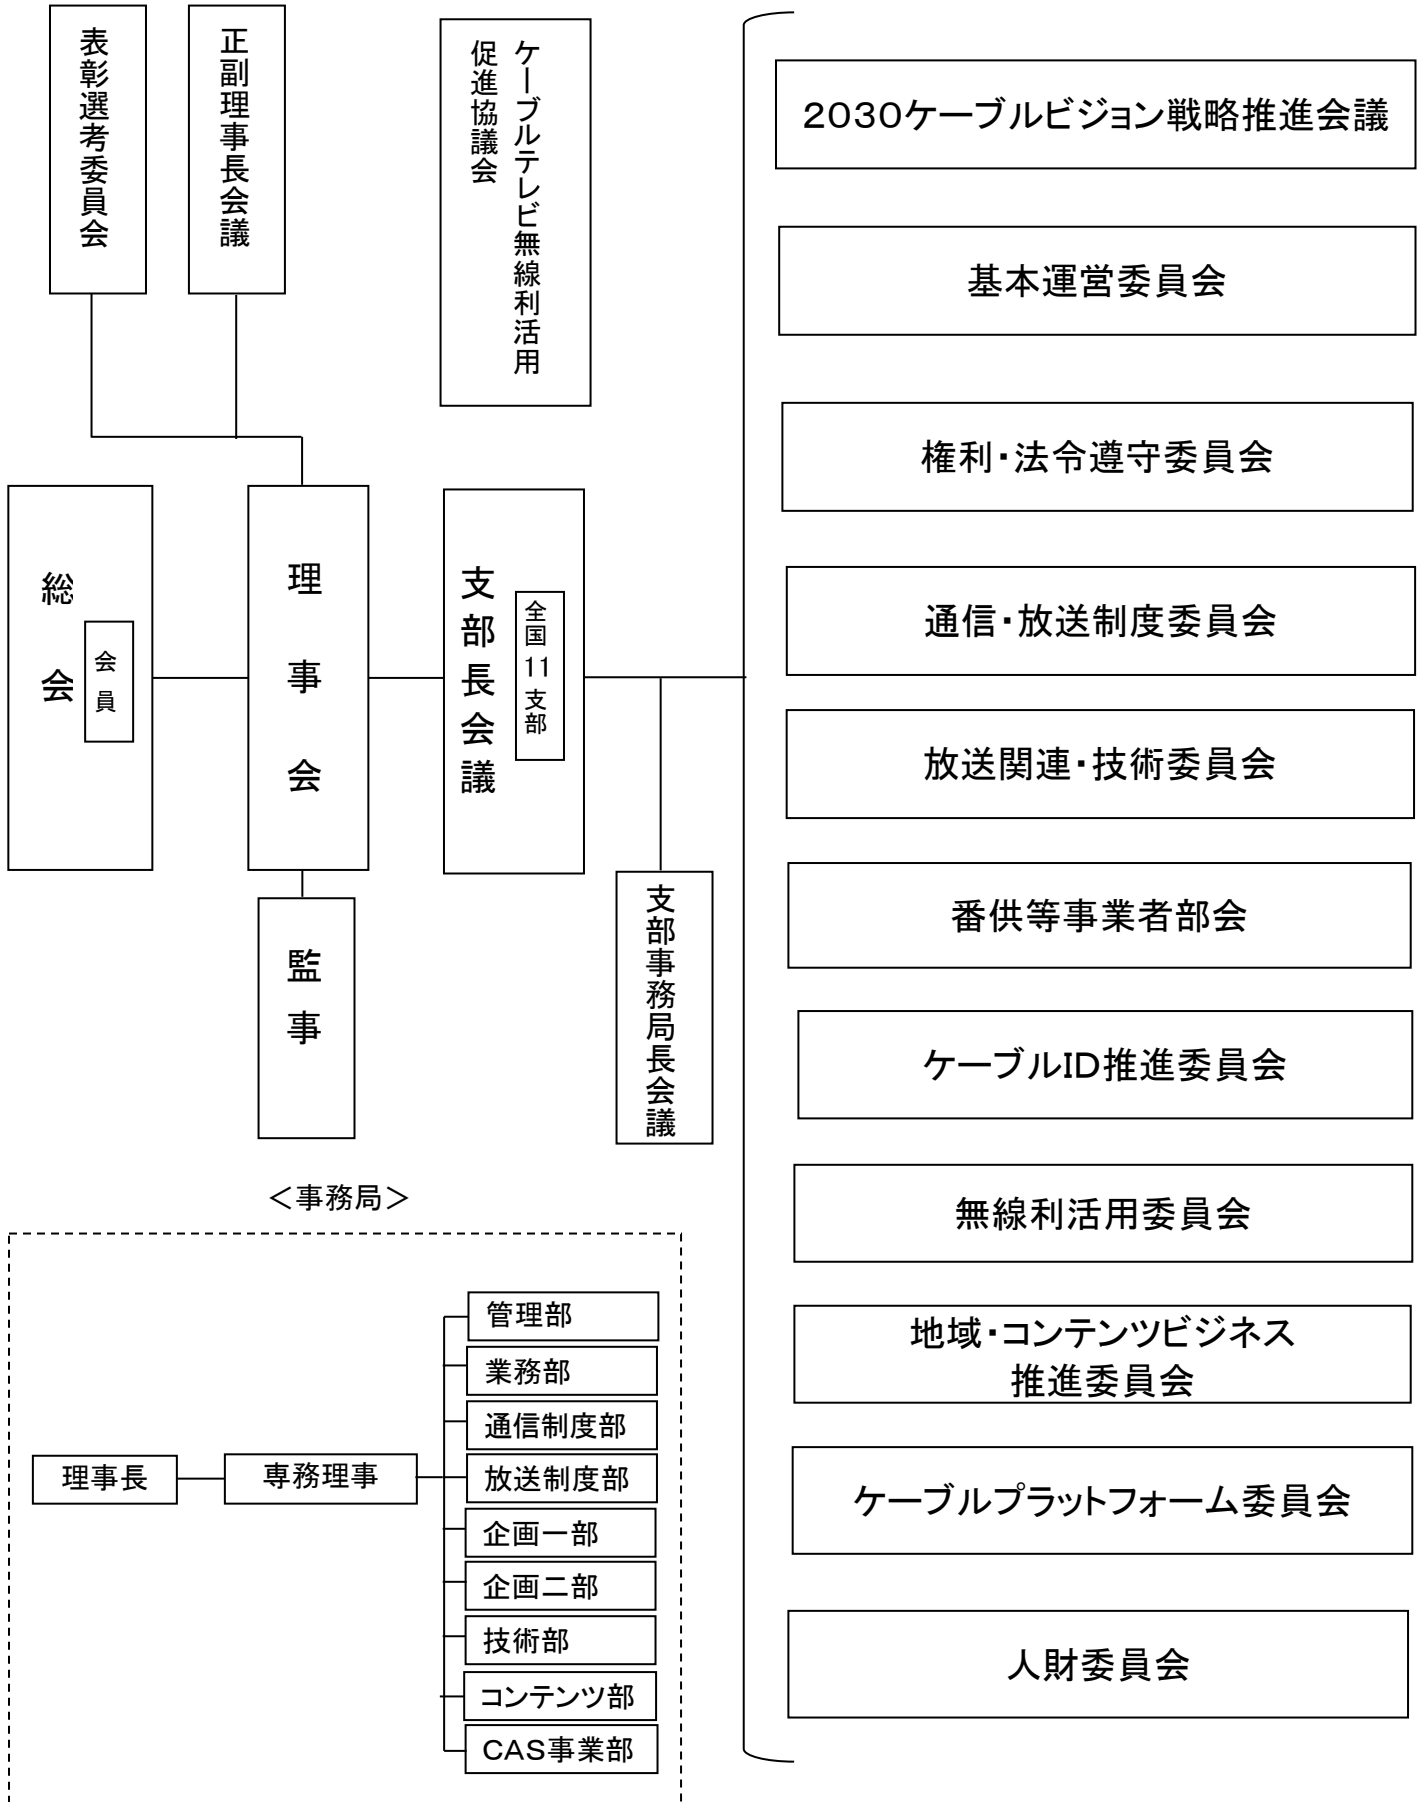 表彰選考委員会
正副理事長会議
ケーブルテレビ無線利活用
促進協議会
総会
会員
理事会
監事
支部長会議
全国11支部
支部事務局長会議
2030ケーブルビジョン戦略推進会議
基本運営委員会
権利・法令遵守委員会
通信・放送制度委員会
放送関連・技術委員会
番供等事業者部会
ケーブルID推進委員会
無線利活用委員会
地域・コンテンツビジネス
推進委員会
ケーブルプラットフォーム委員会
人財委員会
＜事務局＞
理事長
専務理事
管理部
業務部
通信制度部
放送制度部
企画一部
企画二部
技術部
コンテンツ部
CAS事業部